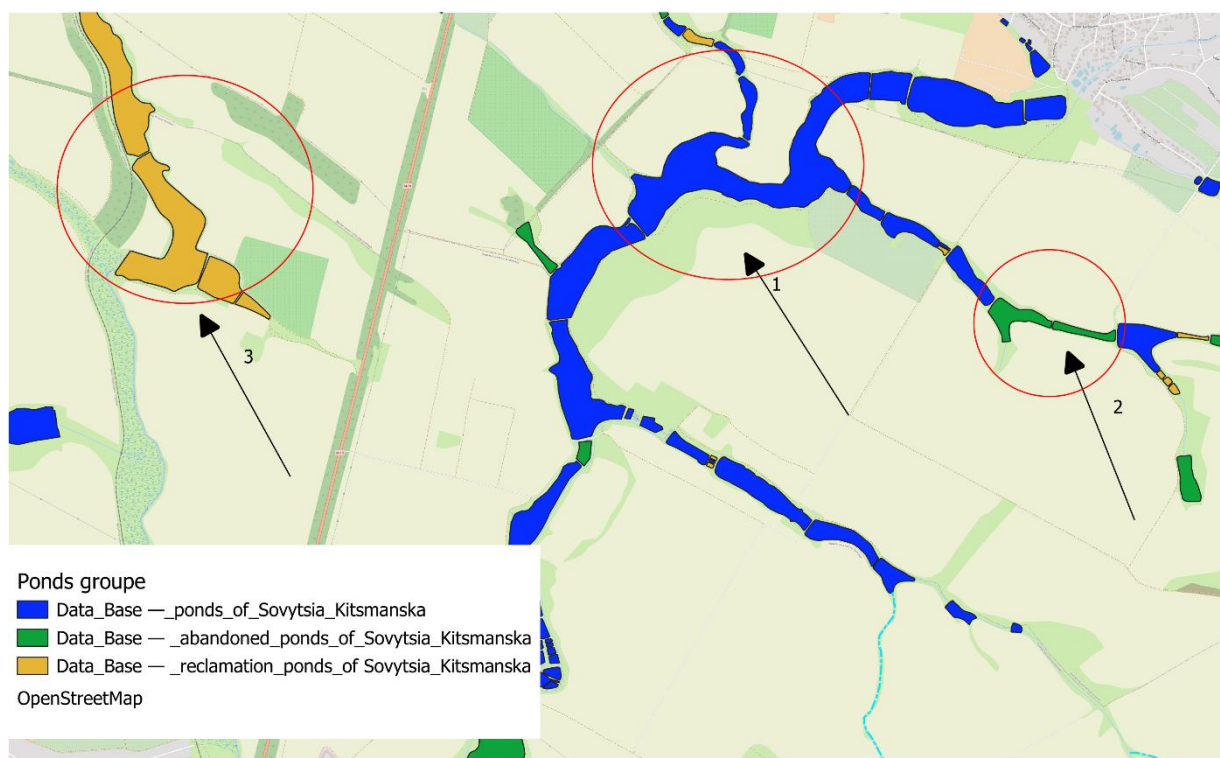 1
2
3
Ponds groupe
Data_Base —_ponds_of_Sovytsia_Kitsmanska
Data_Base — _abandoned_ponds_of_Sovytsia_Kitsmanska
Data_Base — _reclamation_ponds_of Sovytsia_Kitsmanska
OpenStreetMap